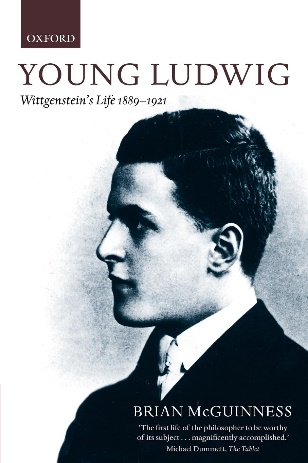 OXFORD
YOUNG LUDWIG
Wittgenstein's Life 1889–1921
BRIAN McGUINNESS
'The first life of the philosopher to be worthy
of its subject . . . magnificently accomplished.'
Michael Dummett, The Tablet